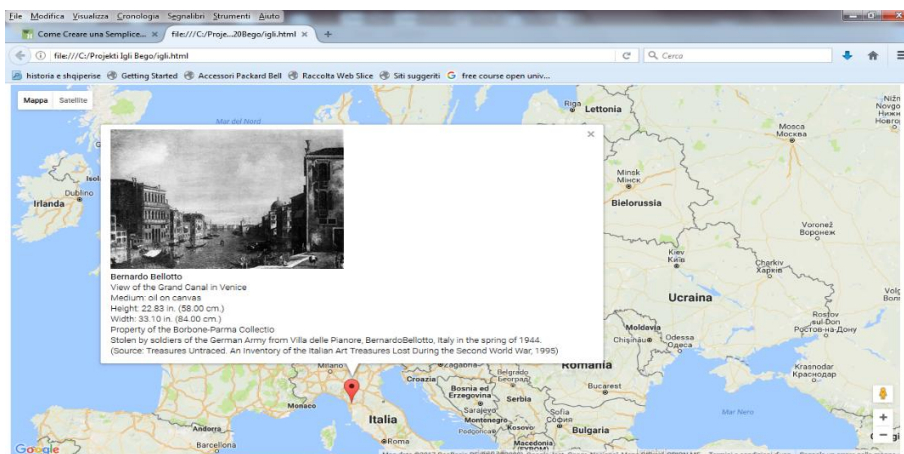 File Modifica Visualizza Cronologia Segnalibri Strumenti Aiuto
Come Creare una Semplice... × file:///C:/Proje...20Bego/igli.html × +
file:///C:/Projekti Igli Bego/igli.html Cerca
historia e shqiperise Getting Started Accessori Packard Bell Raccolta Web Slice Siti suggeriti free course open univ...
Mappa Satellite
Mar del Nord
Riga Lettonia
Mosca
Москва
Dublino
Irlanda
Minsk
Мінск
Bielorussia
Voronež
Воронеж
Kiev
Київ
Charkiv
Харків
Ucraina
Rostov
sul Don
Ростов-на-Дону
Moldavia
Chișinău
Odessa
Одеса
Krasnodar
Краснодар
Bernardo Bellotto
View of the Grand Canal in Venice
Medium: oil on canvas
Height: 22.83 in. (58.00 cm.)
Width: 33.10 in. (84.00 cm.)
Property of the Borbone-Parma Collectio
Stolen by soldiers of the German Army from Villa delle Pianore, BernardoBellotto, Italy in the spring of 1944.
(Source: Treasures Untraced. An Inventory of the Italian Art Treasures Lost During the Second World War, 1995)
Milano
Zagabria
Croazia
Belgrado
Београд
Romania
Bucarest
Bosnia ed
Erzegovina
Serbia
Monaco
Sarajevo
Montenegro
Podgorica
Kosovo
Sofia
София
Bulgaria
Italia
Roma
Macedonia
(FYROM)
Mar Nero
Andorra
Barcellona
Google